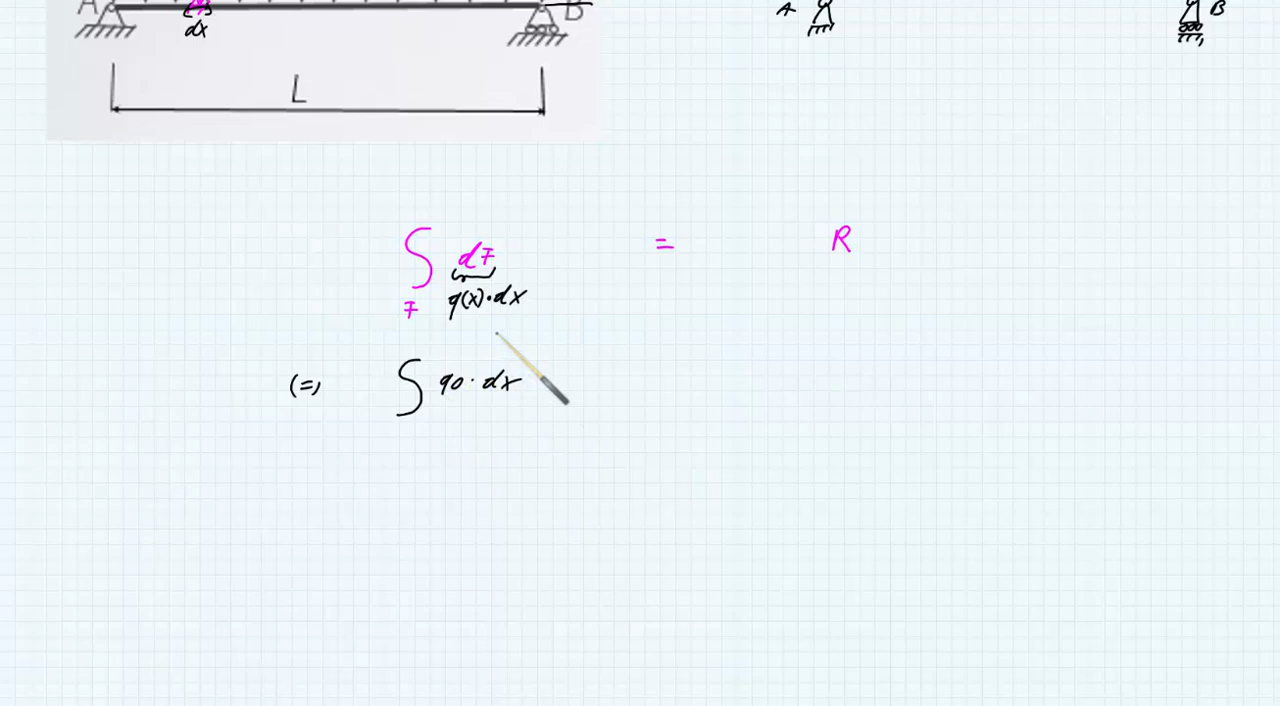 A dx B A B
L
∫ dF = R
F q(x)·dx
(=) ∫ q0 · dx